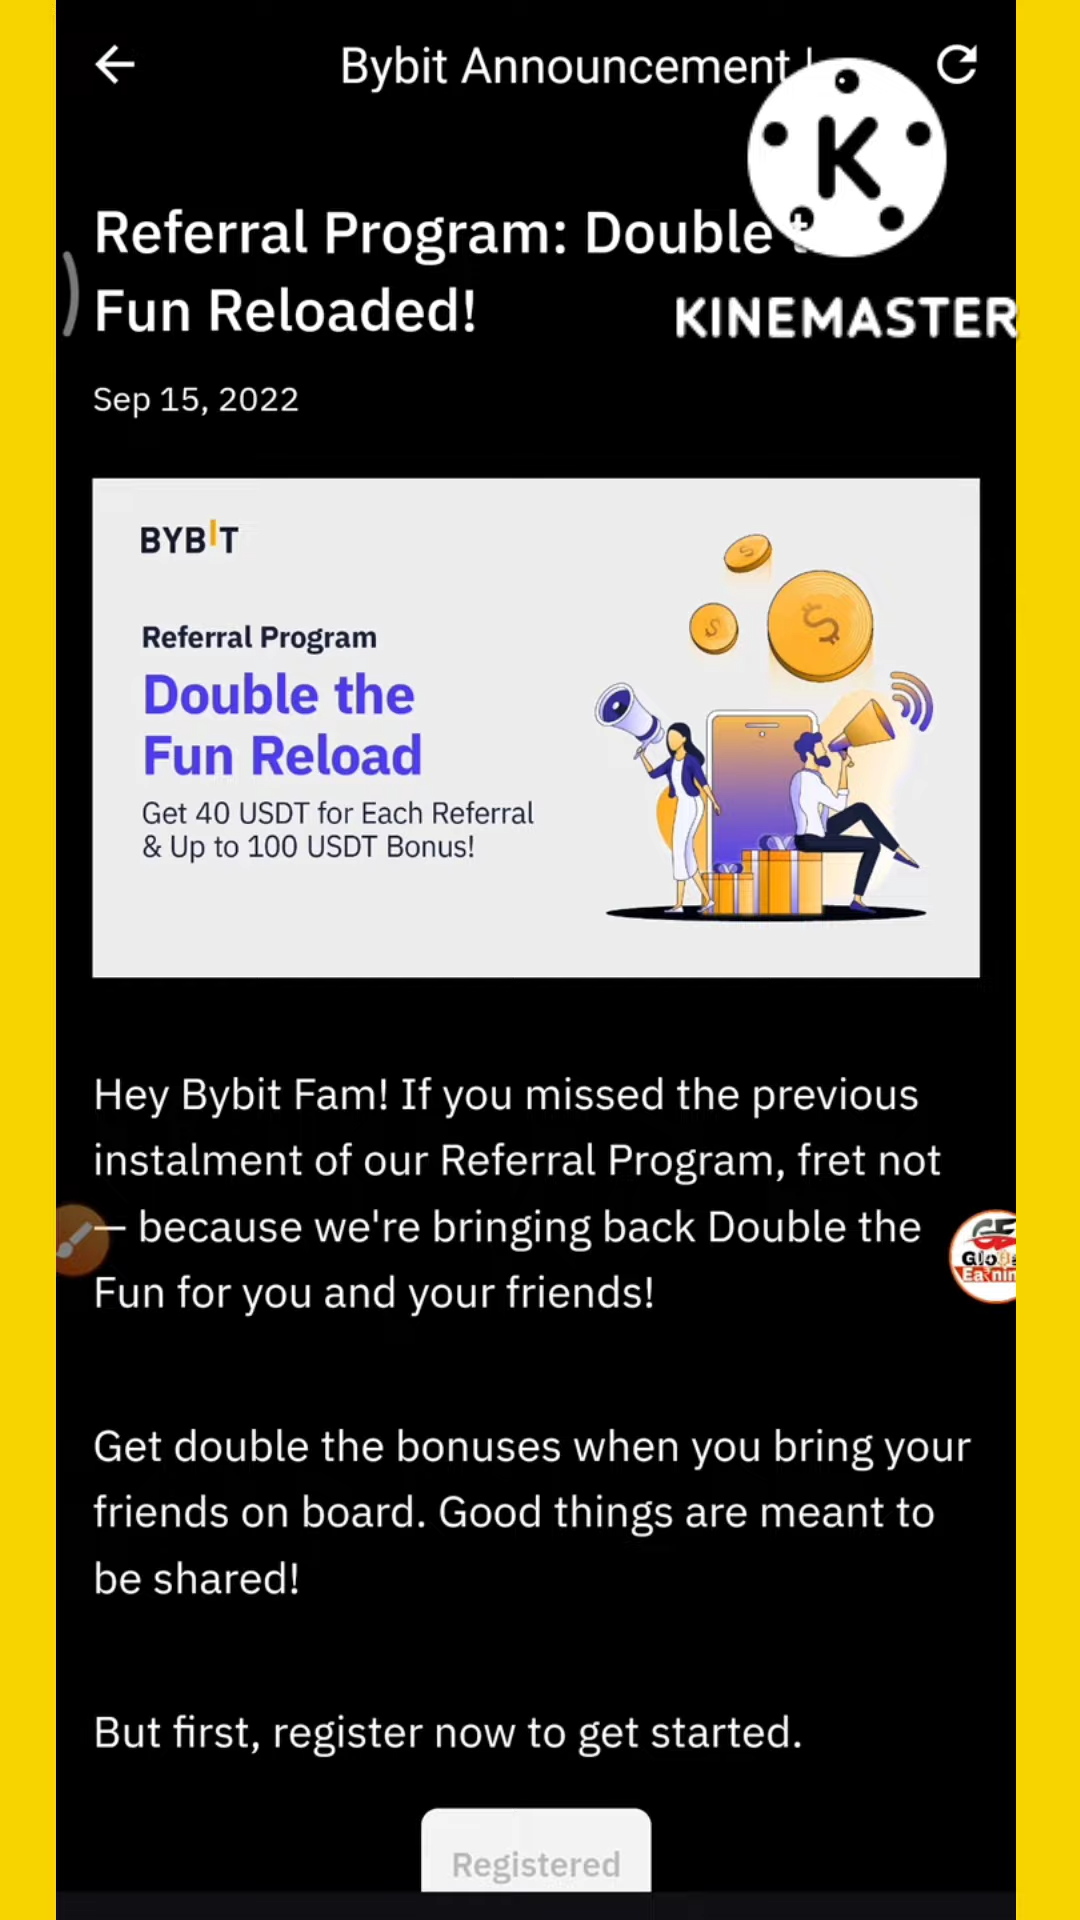 Bybit Announcement |
K
KINEMASTER
Referral Program: Double t
Fun Reloaded!
Sep 15, 2022
BYBIT
Referral Program
Double the
Fun Reload
Get 40 USDT for Each Referral
& Up to 100 USDT Bonus!
Hey Bybit Fam! If you missed the previous
instalment of our Referral Program, fret not
— because we're bringing back Double the
Fun for you and your friends!
GE
Get double the bonuses when you bring your
friends on board. Good things are meant to
be shared!
But first, register now to get started.
Registered